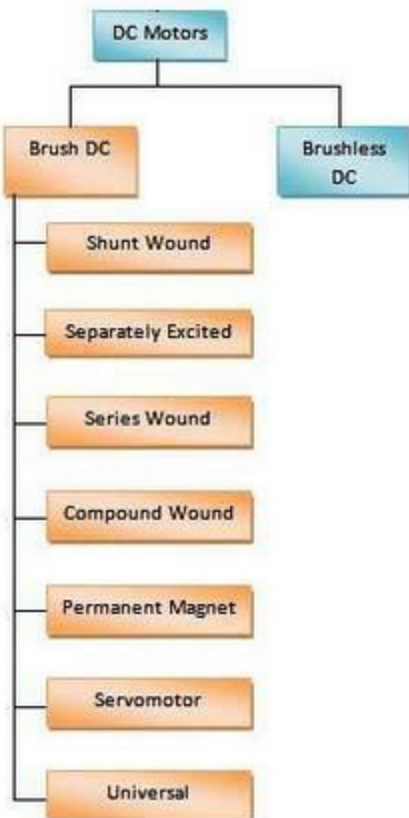 DC Motors
Brush DC
Brushless
DC
Shunt Wound
Separately Excited
Series Wound
Compound Wound
Permanent Magnet
Servomotor
Universal